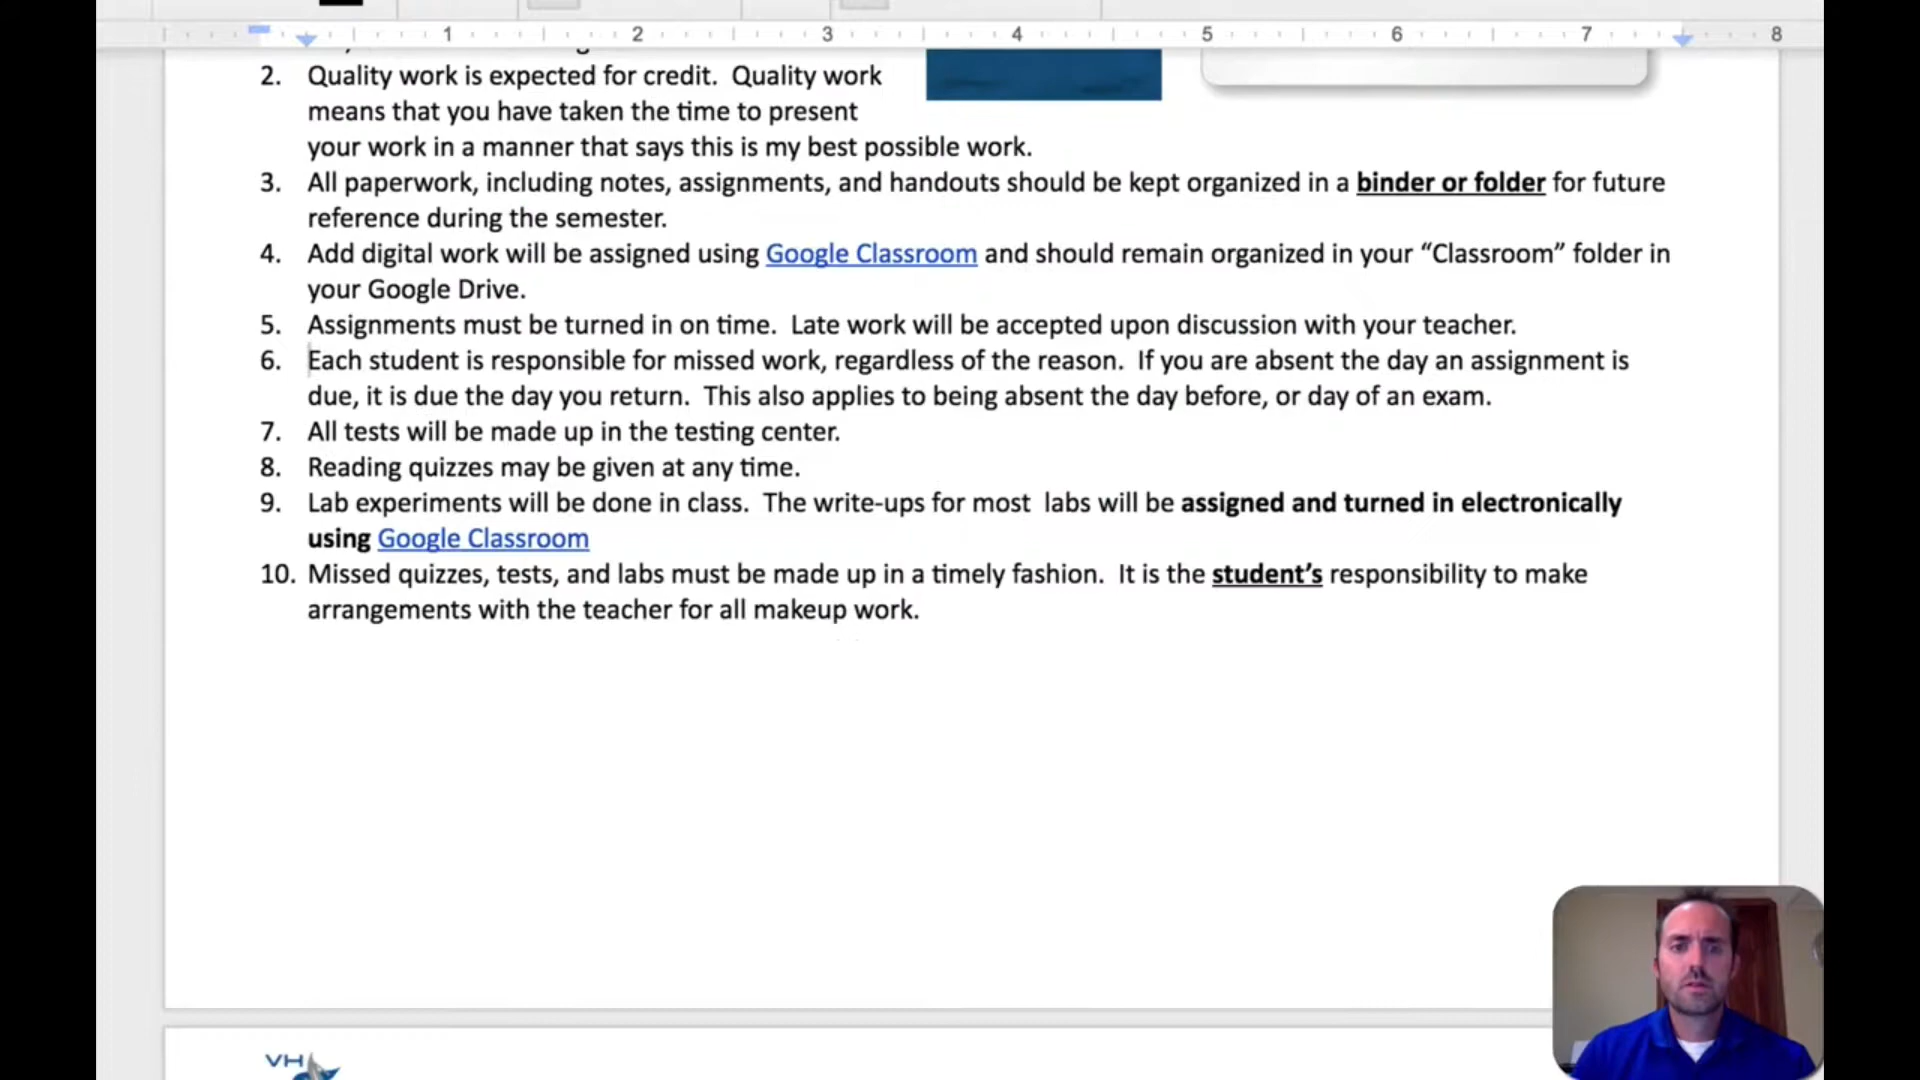 1 2 3 4 5 6 7 8
2. Quality work is expected for credit.  Quality work
means that you have taken the time to present
your work in a manner that says this is my best possible work.
3. All paperwork, including notes, assignments, and handouts should be kept organized in a binder or folder for future
reference during the semester.
4. Add digital work will be assigned using Google Classroom and should remain organized in your “Classroom” folder in
your Google Drive.
5. Assignments must be turned in on time.  Late work will be accepted upon discussion with your teacher.
6. Each student is responsible for missed work, regardless of the reason.  If you are absent the day an assignment is
due, it is due the day you return.  This also applies to being absent the day before, or day of an exam.
7. All tests will be made up in the testing center.
8. Reading quizzes may be given at any time.
9. Lab experiments will be done in class.  The write-ups for most  labs will be assigned and turned in electronically
using Google Classroom
10. Missed quizzes, tests, and labs must be made up in a timely fashion.  It is the student’s responsibility to make
arrangements with the teacher for all makeup work.
VH